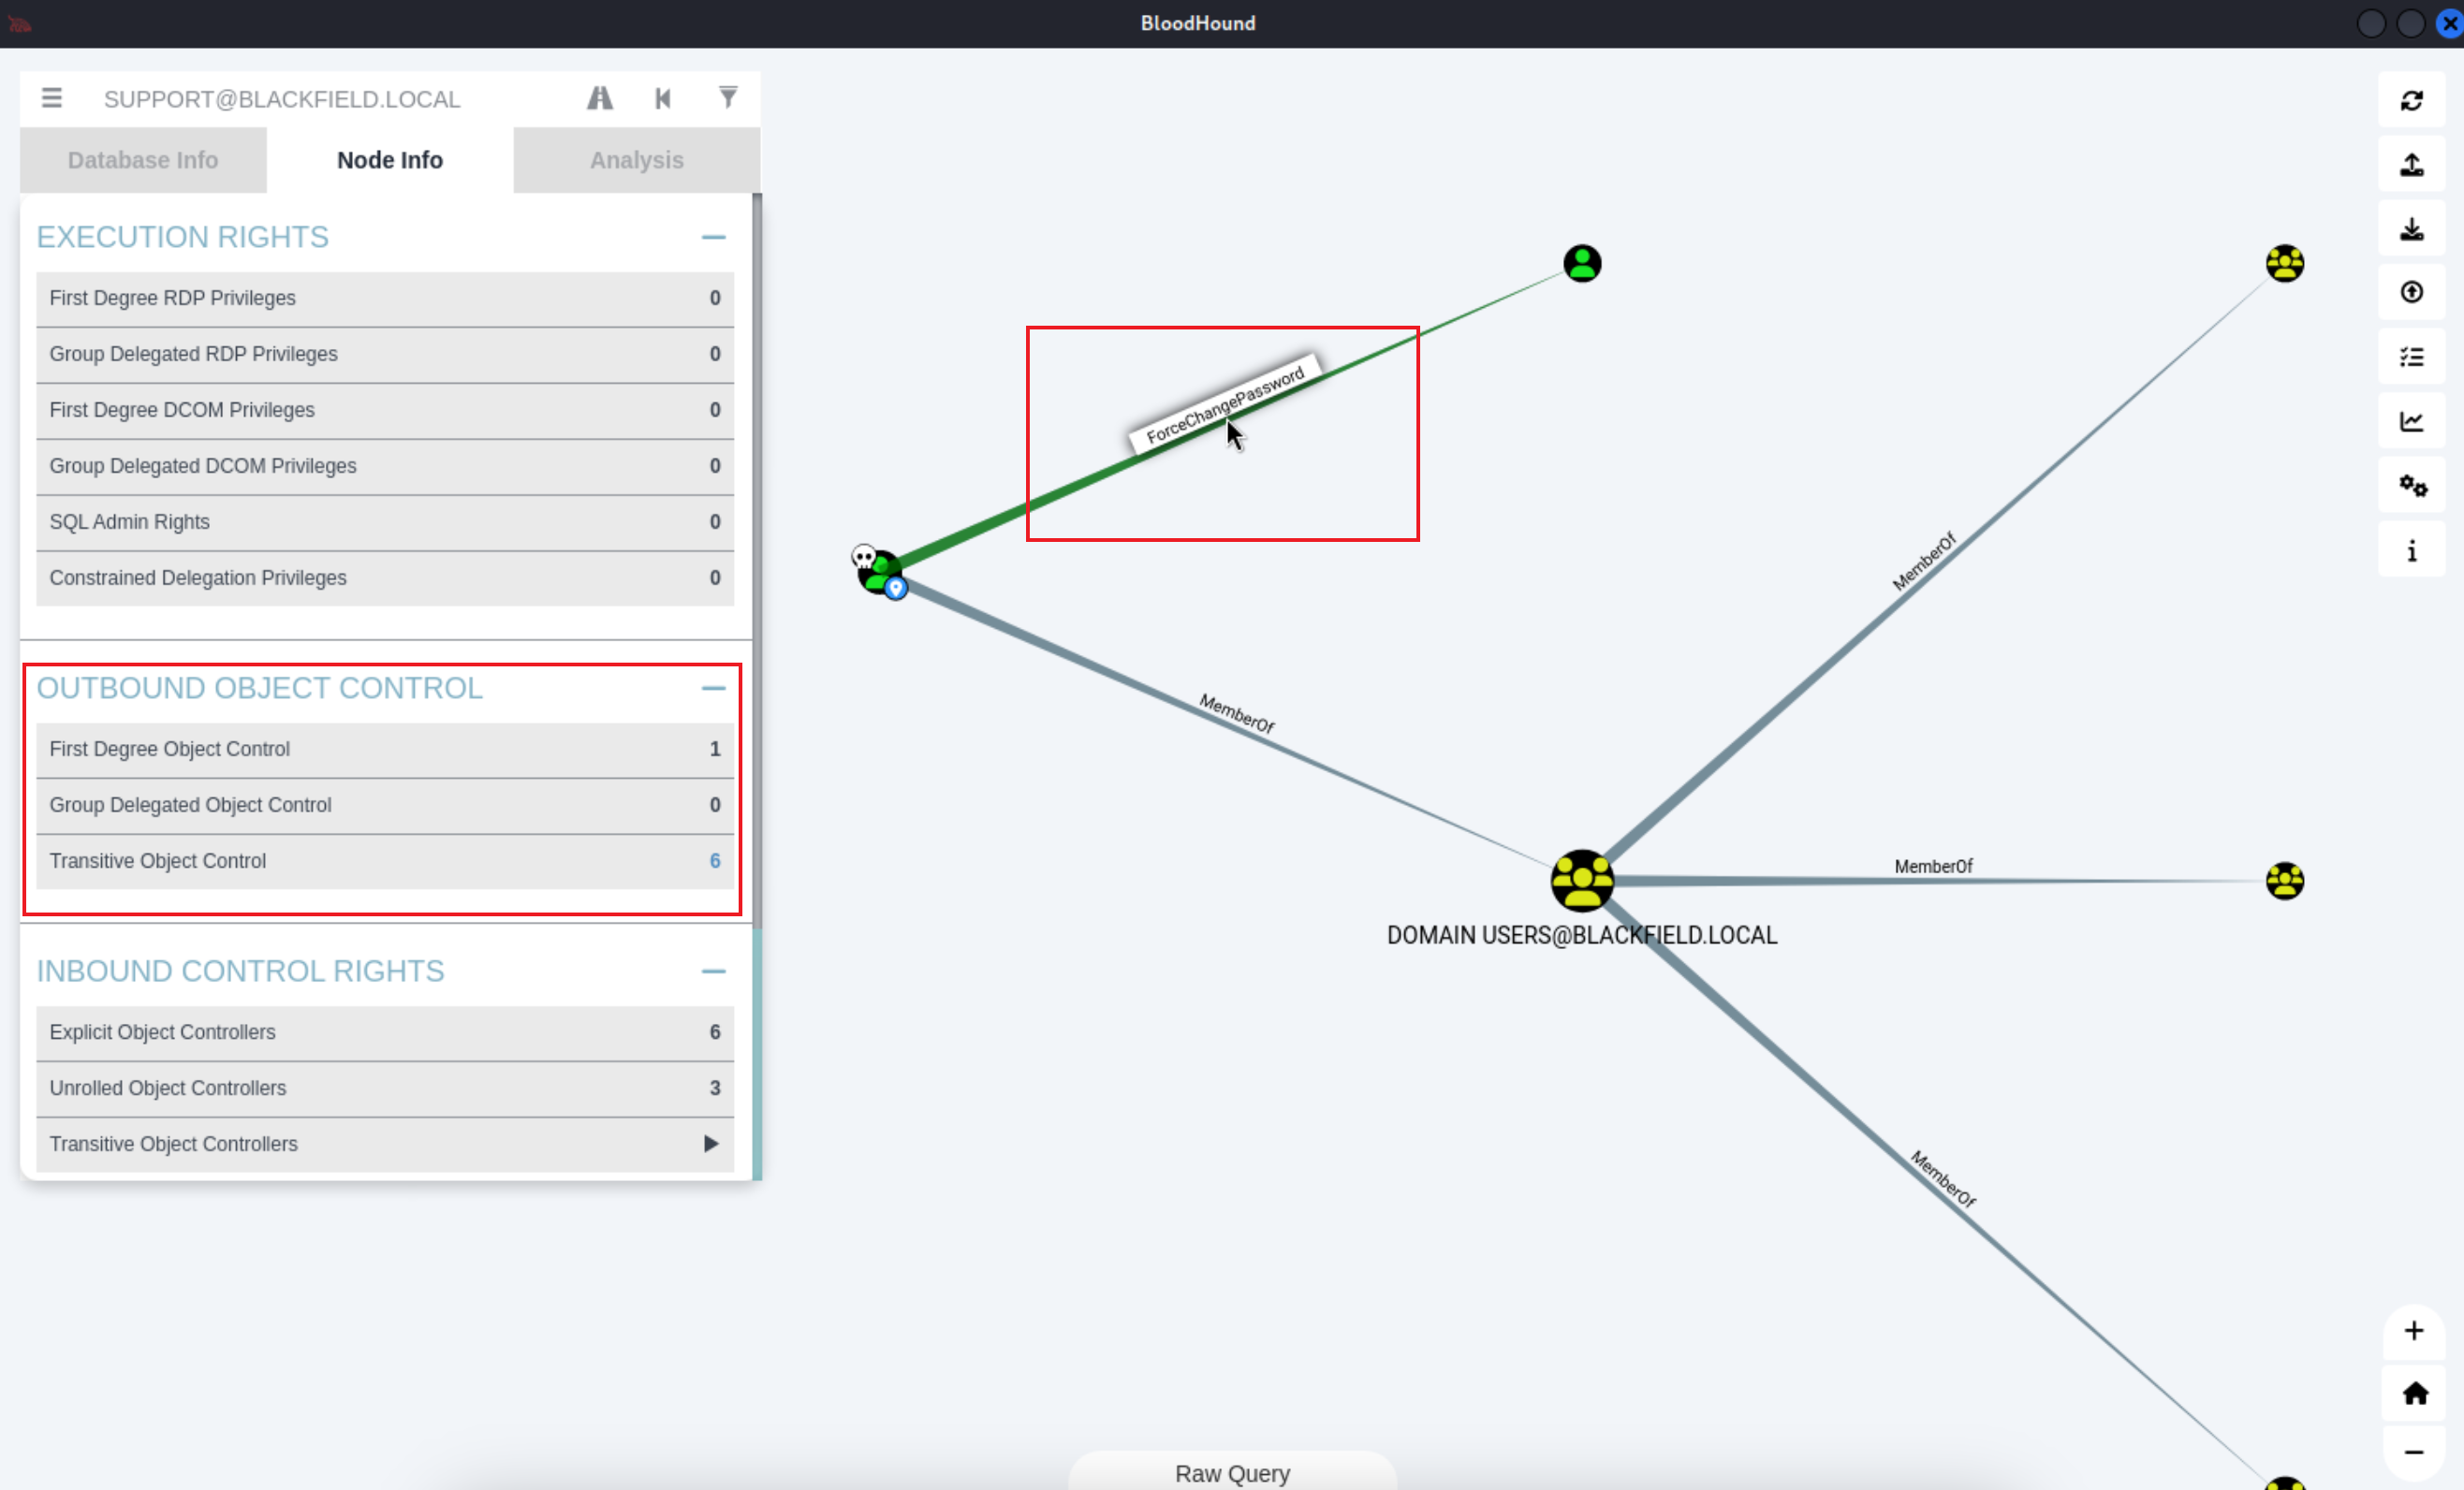 BloodHound
SUPPORT@BLACKFIELD.LOCAL
Database Info
Node Info
Analysis
EXECUTION RIGHTS
First Degree RDP Privileges 0
Group Delegated RDP Privileges 0
First Degree DCOM Privileges 0
Group Delegated DCOM Privileges 0
SQL Admin Rights 0
Constrained Delegation Privileges 0
OUTBOUND OBJECT CONTROL
First Degree Object Control 1
Group Delegated Object Control 0
Transitive Object Control 6
INBOUND CONTROL RIGHTS
Explicit Object Controllers 6
Unrolled Object Controllers 3
Transitive Object Controllers
ForceChangePassword
MemberOf
MemberOf
MemberOf
DOMAIN USERS@BLACKFIELD.LOCAL
MemberOf
Raw Query